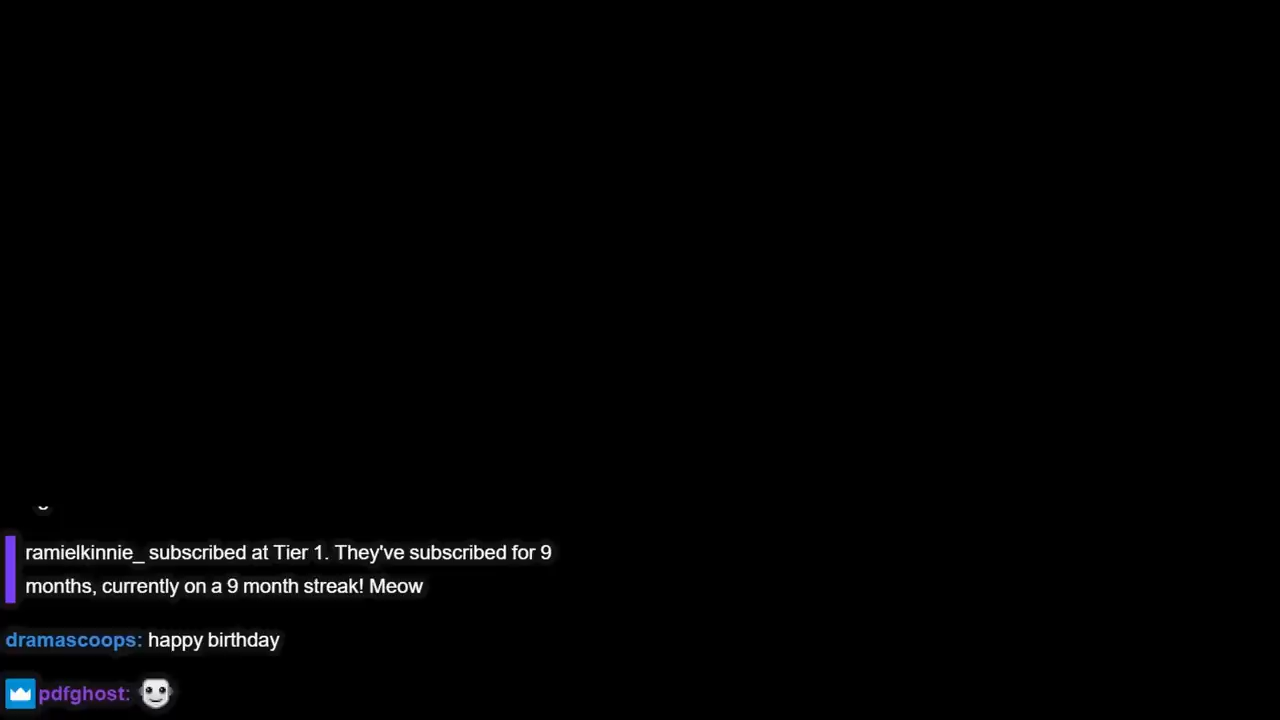 ramielkinnie_ subscribed at Tier 1. They've subscribed for 9
months, currently on a 9 month streak! Meow
dramascoops: happy birthday
pdfghost: